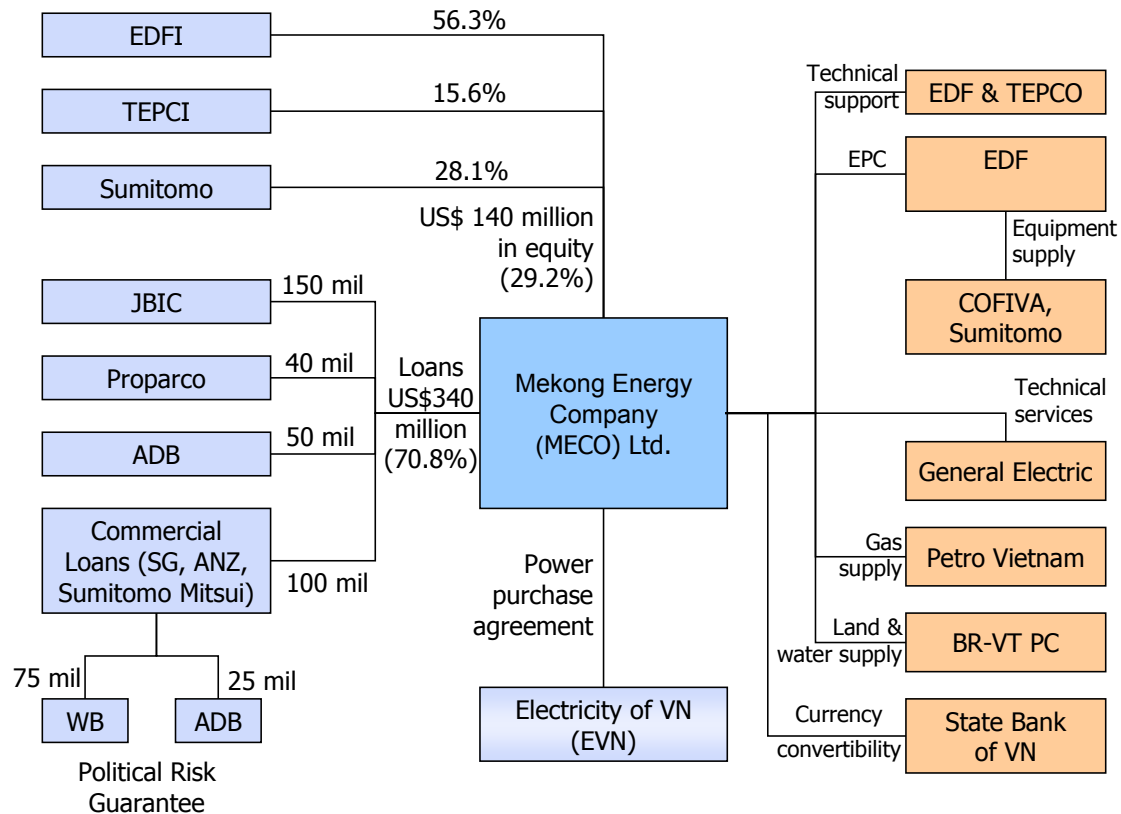 EDFI
56.3%
TEPCI
15.6%
Sumitomo
28.1%
US$ 140 million
in equity
(29.2%)
JBIC
150 mil
Proparco
40 mil
ADB
50 mil
Commercial
Loans (SG, ANZ,
Sumitomo Mitsui)
100 mil
Loans
US$340
million
(70.8%)
75 mil
25 mil
WB
ADB
Political Risk
Guarantee
Mekong Energy
Company
(MECO) Ltd.
Power
purchase
agreement
Electricity of VN
(EVN)
Technical
support
EDF & TEPCO
EPC
EDF
Equipment
supply
COFIVA,
Sumitomo
Technical
services
General Electric
Gas
supply
Petro Vietnam
Land &
water supply
BR-VT PC
Currency
convertibility
State Bank
of VN